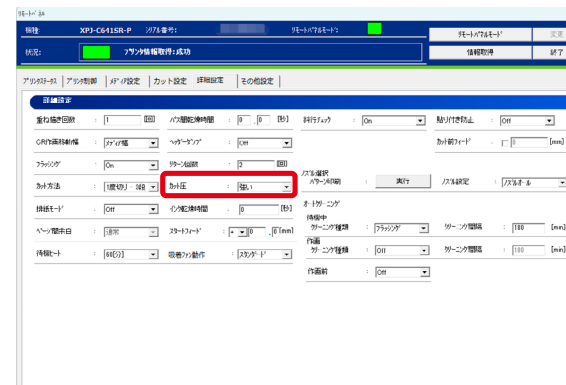 リモートパネル
機種: XPJ-C641SR-P シリアル番号: リモートパネルモード:
リモートパネルモード 変更
状況: プリンタ情報取得:成功
情報取得 終了
プリンタステータス プリンタ制御 メディア設定 カット設定 詳細設定 その他設定
詳細設定
重ね描き回数 : 1 [回] パス間乾燥時間 : 0 . 0 [秒] 斜行チェック : On 貼り付き防止 : Off
CR作画移動幅 : メディア幅 ヘッダーダンプ : Off カット前フィード : 0 [mm]
フラッシング : On リターン回数 : 2 [回]
ノズル選択
パターン印刷 : 実行 ノズル設定 : ノズルオール
カット方法 : 1度切り - 3段 カット圧 : 強い
オートクリーニング
排紙モード : Off インク乾燥時間 : 0 [秒]
待機中
クリーニング種類 : フラッシング クリーニング間隔 : 180 [min]
ページ間余白 : 通常 スタートフィード : + 0 . 0 [mm]
作画
クリーニング種類 : Off クリーニング間隔 : 100 [min]
待機ヒート : 60[分] 吸着ファン動作 : スタンダード
作画前 : Off